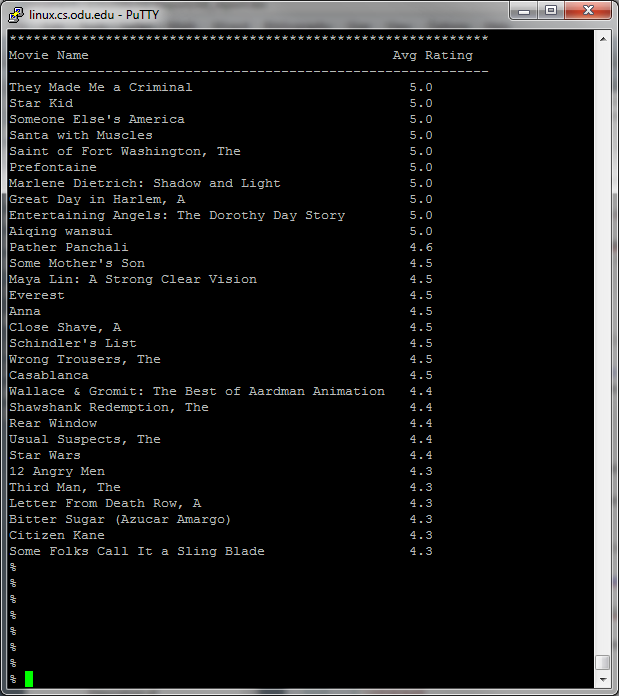 linux.cs.odu.edu - PuTTY
************************************************************
Movie Name                                      Avg Rating
------------------------------------------------------------
They Made Me a Criminal                           5.0
Star Kid                                          5.0
Someone Else's America                            5.0
Santa with Muscles                                5.0
Saint of Fort Washington, The                     5.0
Prefontaine                                       5.0
Marlene Dietrich: Shadow and Light                5.0
Great Day in Harlem, A                            5.0
Entertaining Angels: The Dorothy Day Story        5.0
Aiqing wansui                                     5.0
Pather Panchali                                   4.6
Some Mother's Son                                 4.5
Maya Lin: A Strong Clear Vision                   4.5
Everest                                           4.5
Anna                                              4.5
Close Shave, A                                    4.5
Schindler's List                                  4.5
Wrong Trousers, The                               4.5
Casablanca                                        4.5
Wallace & Gromit: The Best of Aardman Animation   4.4
Shawshank Redemption, The                         4.4
Rear Window                                       4.4
Usual Suspects, The                               4.4
Star Wars                                         4.4
12 Angry Men                                      4.3
Third Man, The                                    4.3
Letter From Death Row, A                          4.3
Bitter Sugar (Azucar Amargo)                      4.3
Citizen Kane                                      4.3
Some Folks Call It a Sling Blade                  4.3
%
%
%
%
%
%
%
%